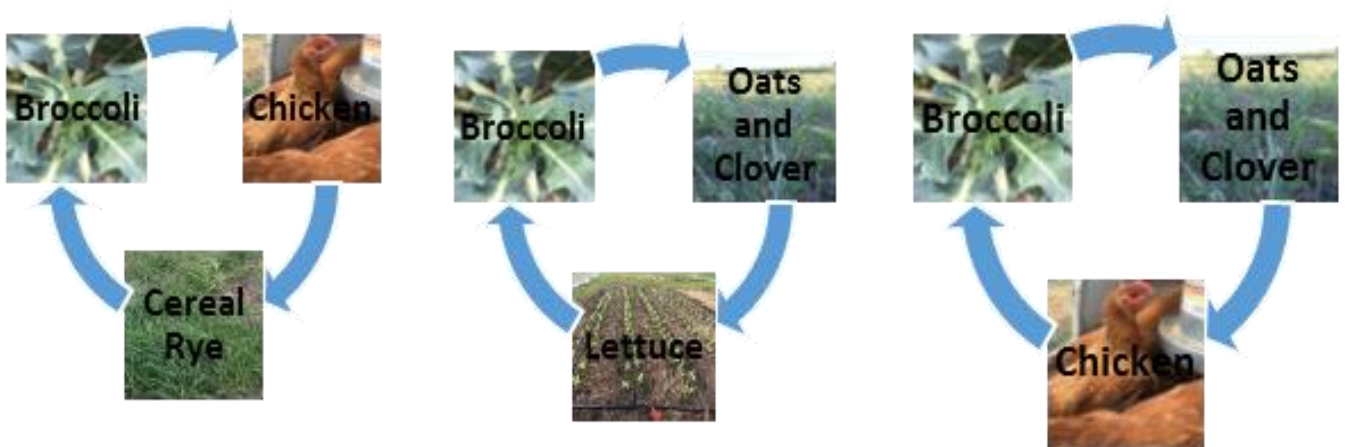 Broccoli
Chicken
Cereal
Rye
Broccoli
Oats
and
Clover
Lettuce
Broccoli
Oats
and
Clover
Chicken